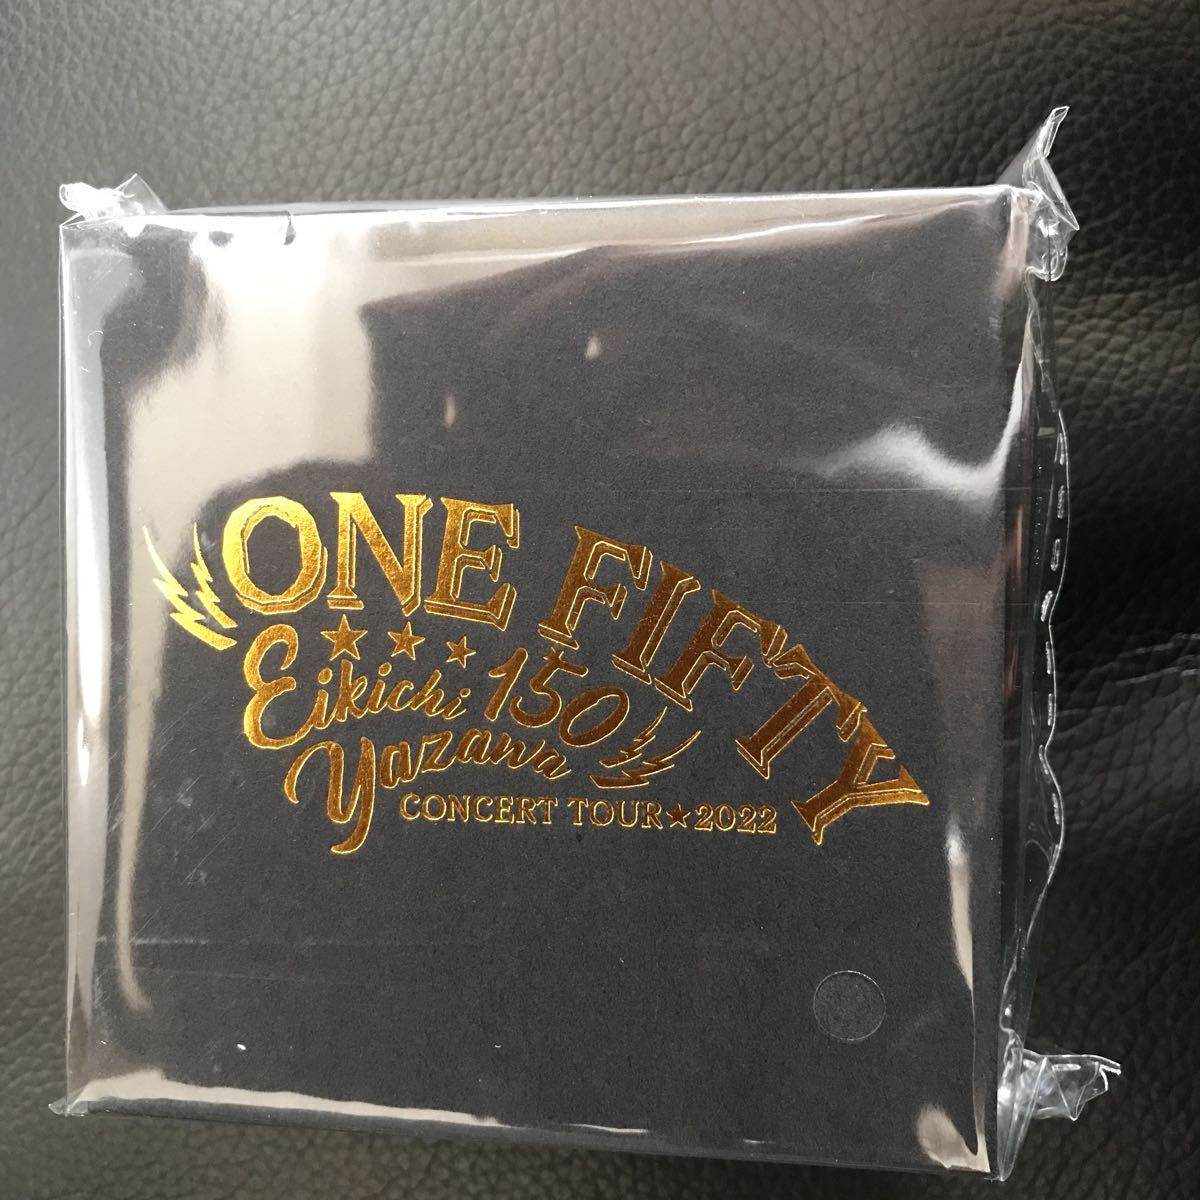 ONE FIFTY
★★★
Eikichi 150
Yazawa
CONCERT TOUR★2022